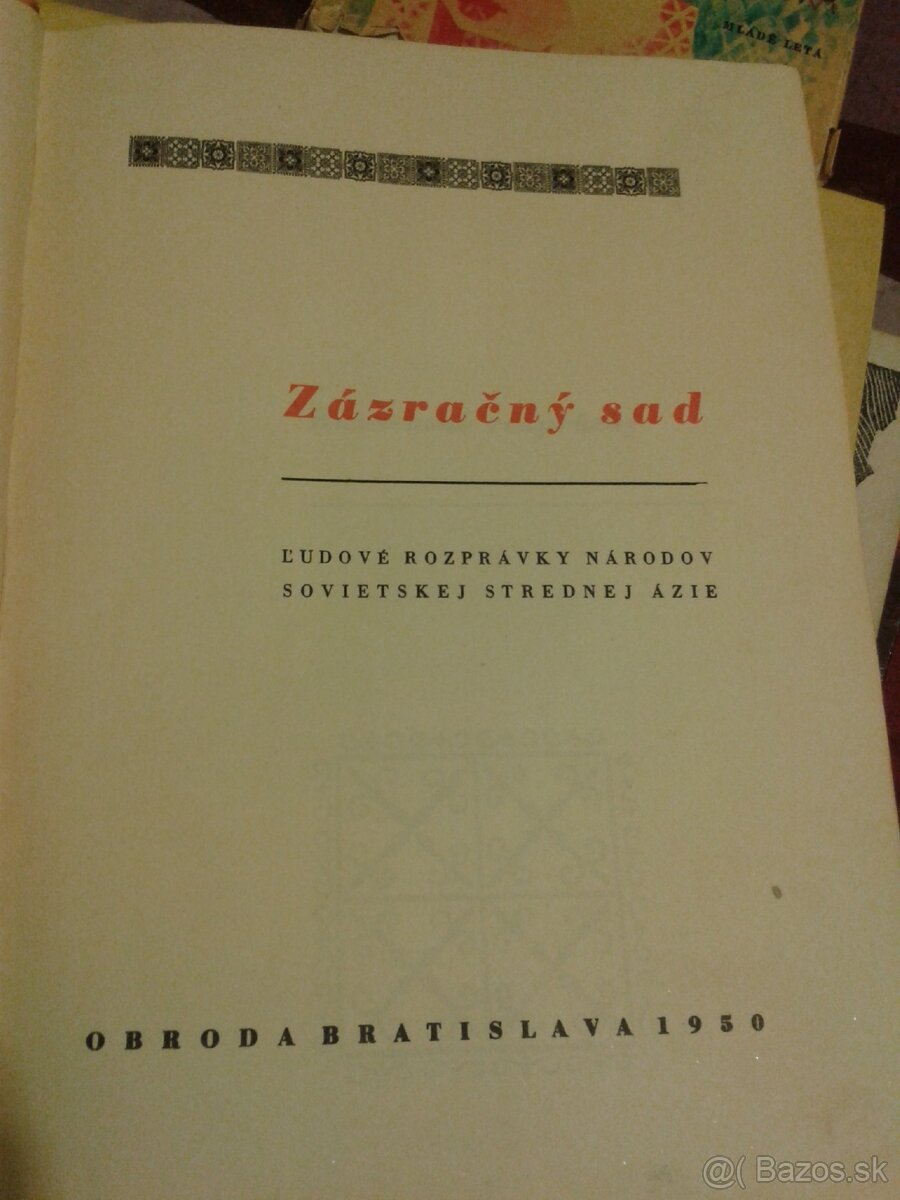 MLADÉ LETÁ
Zázračný sad
ĽUDOVÉ ROZPRÁVKY NÁRODOV
SOVIETSKEJ STREDNEJ ÁZIE
OBRODA BRATISLAVA 1950
@( Bazos.sk